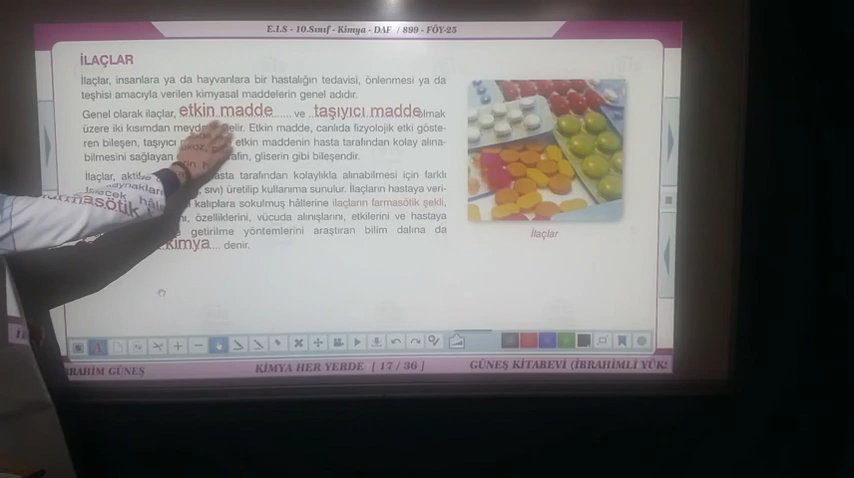 E.I.S - 10.Sınıf - Kimya - DAF / 899 - FÖY-25
İLAÇLAR
İlaçlar, insanlara ya da hayvanlara bir hastalığın tedavisi, önlenmesi ya da
teşhisi amacıyla verilen kimyasal maddelerin genel adıdır.
Genel olarak ilaçlar, etkin madde ve taşıyıcı madde olmak
üzere iki kısımdan meydana gelir. Etkin madde, canlıda fizyolojik etki göste-
ren bileşen, taşıyıcı etkin maddenin hasta tarafından kolay alına-
bilmesini sağlayan gliserin gibi bileşendir.
İlaçlar, hasta tarafından kolaylıkla alınabilmesi için farklı
sıvı) üretilip kullanıma sunulur. İlaçların hastaya veri-
kalıplara sokulmuş hâllerine ilaçların farmasötik şekli,
özelliklerini, vücuda alınışlarını, etkilerini ve hastaya
getirilme yöntemlerini araştıran bilim dalına da
kimya denir.
İlaçlar
KİMYA HER YERDE [ 17 / 36 ]
GÜNEŞ KİTABEVİ (İBRAHİMLİ